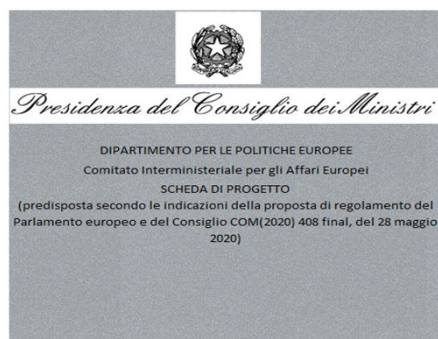 Presidenza del Consiglio dei Ministri
DIPARTIMENTO PER LE POLITICHE EUROPEE
Comitato Interministeriale per gli Affari Europei
SCHEDA DI PROGETTO
(predisposta secondo le indicazioni della proposta di regolamento del
Parlamento europeo e del Consiglio COM(2020) 408 final, del 28 maggio
2020)